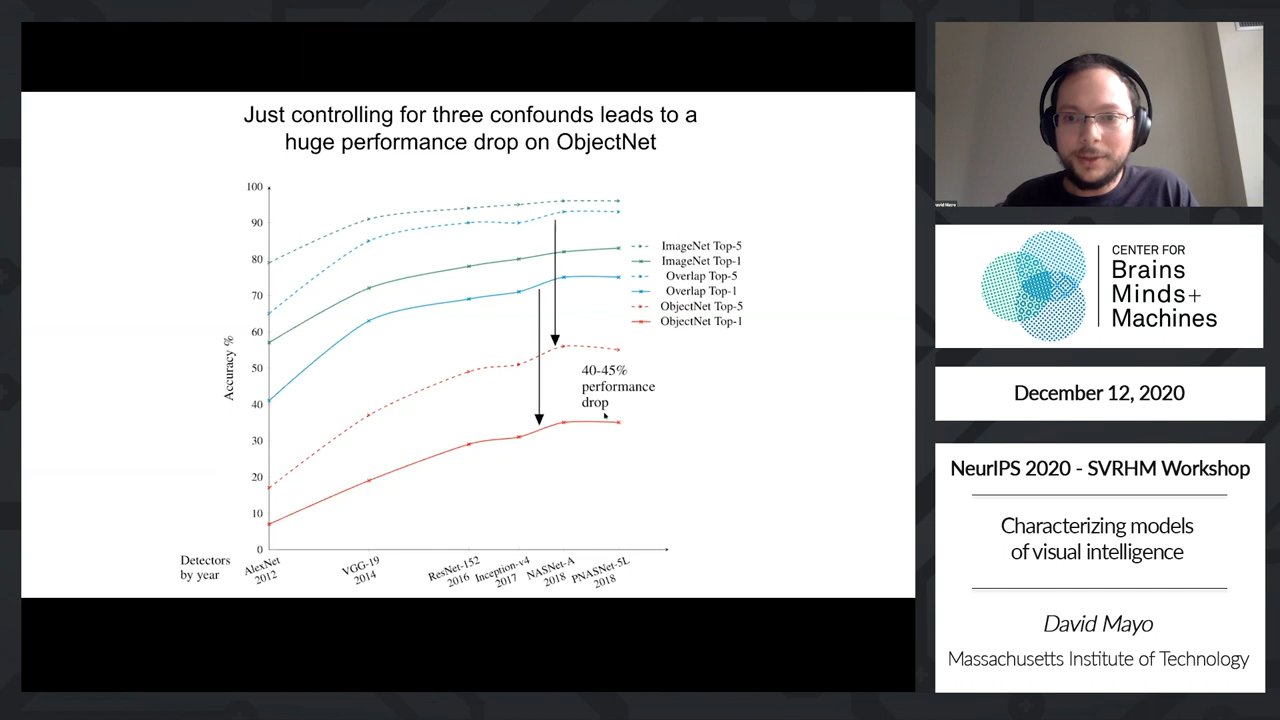 Just controlling for three confounds leads to a
huge performance drop on ObjectNet
100
90
80
70
60
50
40
30
20
10
0
Accuracy %
ImageNet Top-5
ImageNet Top-1
Overlap Top-5
Overlap Top-1
ObjectNet Top-5
ObjectNet Top-1
40-45%
performance
drop
Detectors
by year
AlexNet
2012
VGG-19
2014
ResNet-152
2016
Inception-v4
2017
NASNet-A
2018
PNASNet-5L
2018
David Mayo
CENTER FOR
Brains
Minds+
Machines
December 12, 2020
NeurIPS 2020 - SVRHM Workshop
Characterizing models
of visual intelligence
David Mayo
Massachusetts Institute of Technology